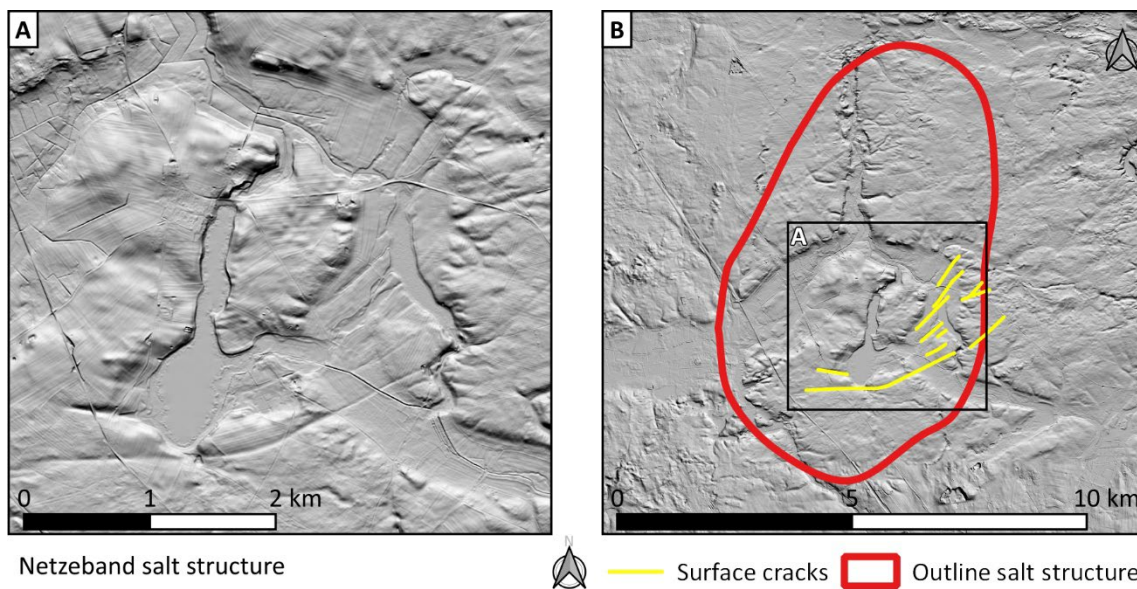 A
B
A
0 1 2 km
0 5 10 km
Netzeband salt structure
N
Surface cracks
Outline salt structure